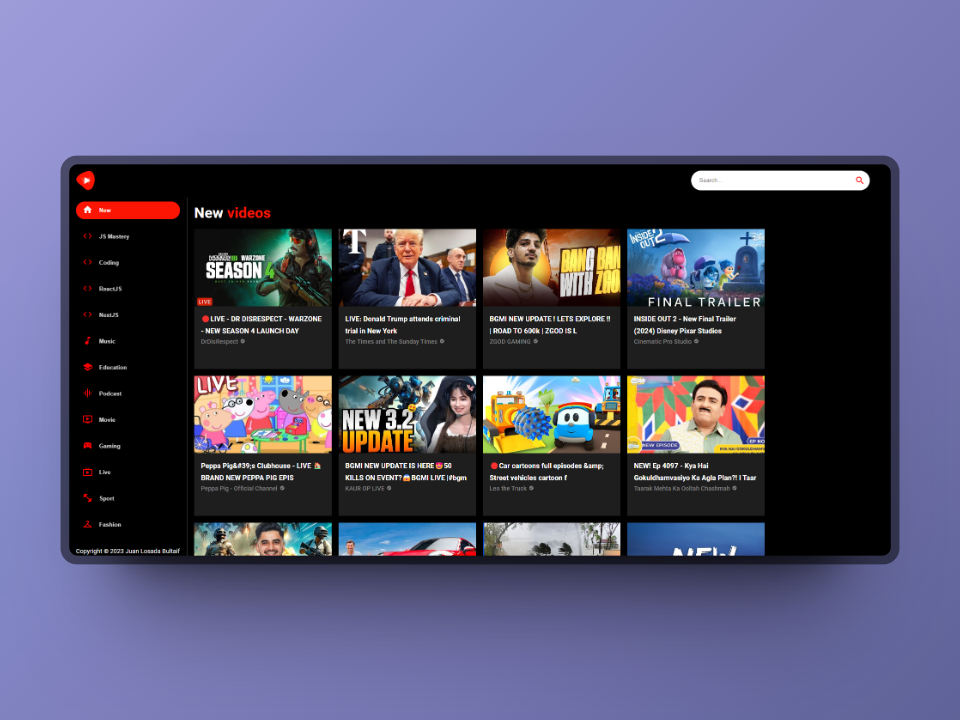 Search...
New
JS Mastery
Coding
ReactJS
NextJS
Music
Education
Podcast
Movie
Gaming
Live
Sport
Fashion
Copyright © 2023 Juan Losada Bultaif
New videos
WARZONE
SEASON 4
LIVE
🔴LIVE - DR DISRESPECT - WARZONE
- NEW SEASON 4 LAUNCH DAY
DrDisRespect
T
LIVE: Donald Trump attends criminal
trial in New York
The Times and The Sunday Times
BANG BAN
WITH ZO
BGMI NEW UPDATE ! LETS EXPLORE !!
| ROAD TO 600k | ZGOD IS L
ZGOD GAMING
INSIDE OUT 2
FINAL TRAILER
INSIDE OUT 2 - New Final Trailer
(2024) Disney Pixar Studios
Cinematic Pro Studio
LIVE
Peppa Pig&#39;s Clubhouse - LIVE
BRAND NEW PEPPA PIG EPIS
Peppa Pig - Official Channel
NEW 3.2
UPDATE
BGMI NEW UPDATE IS HERE😍50
KILLS ON EVENT?😱BGMI LIVE |#bgm
KAUR OP LIVE
🔴Car cartoons full episodes &amp;
Street vehicles cartoon f
Leo the Truck
NEW EPISODE
NEW! Ep 4097 - Kya Hai
Gokuldhamvasiyo Ka Agla Plan?! I Taar
Taarak Mehta Ka Ooltah Chashmah
NEW